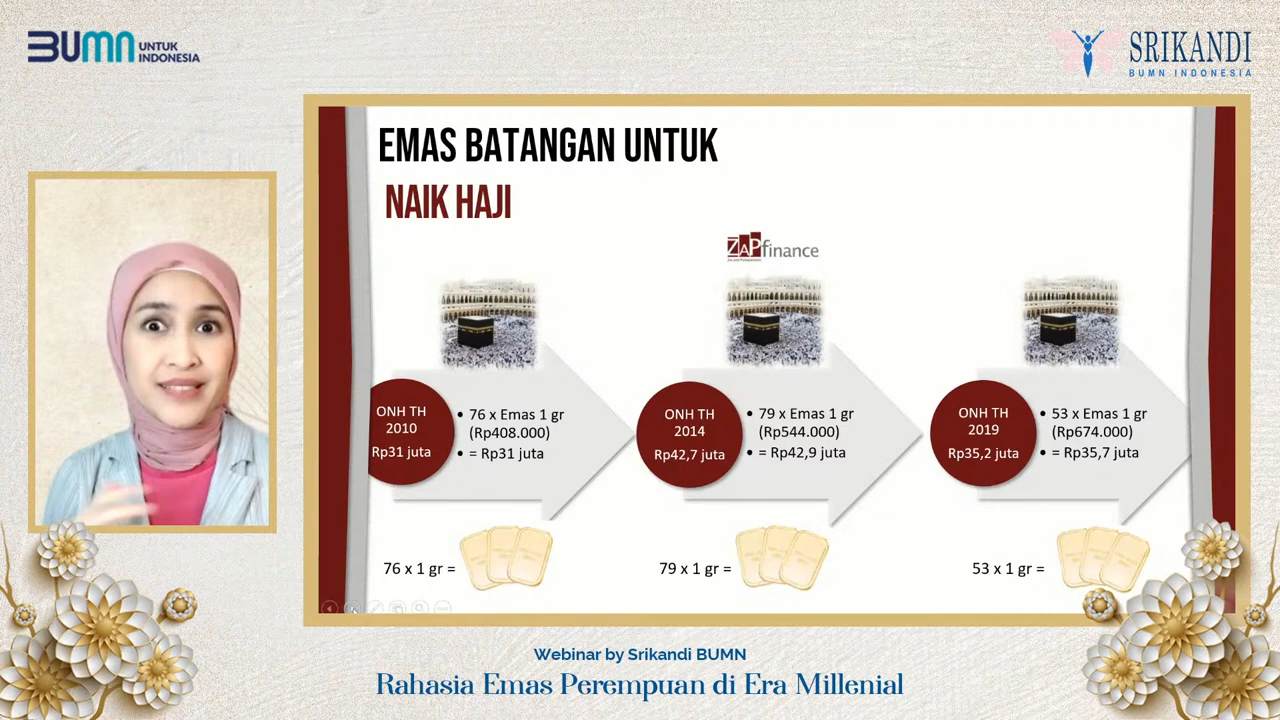 BUMN UNTUK
INDONESIA
SRIKANDI
BUMN INDONESIA
EMAS BATANGAN UNTUK
NAIK HAJI
ZAPfinance
ONH TH
2010
Rp31 juta
• 76 x Emas 1 gr
(Rp408.000)
• = Rp31 juta
ONH TH
2014
Rp42,7 juta
• 79 x Emas 1 gr
(Rp544.000)
• = Rp42,9 juta
ONH TH
2019
Rp35,2 juta
• 53 x Emas 1 gr
(Rp674.000)
• = Rp35,7 juta
76 x 1 gr =
79 x 1 gr =
53 x 1 gr =
Webinar by Srikandi BUMN
Rahasia Emas Perempuan di Era Millenial